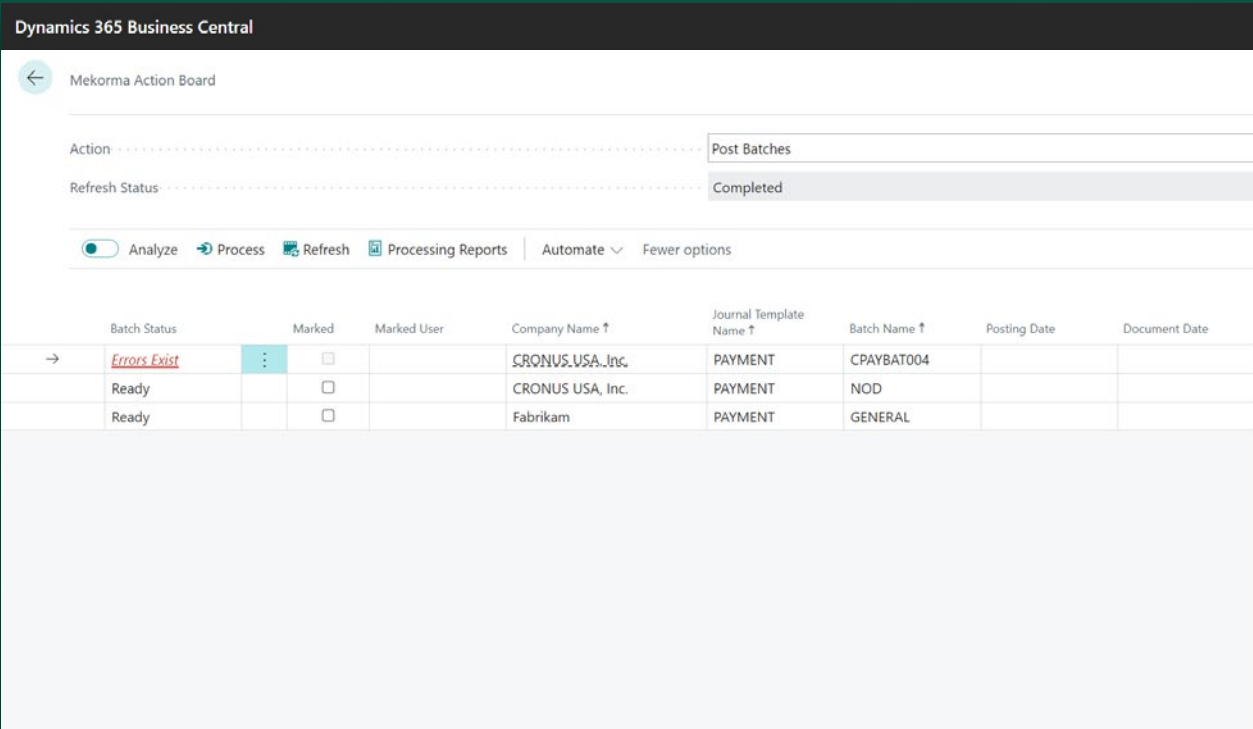 Dynamics 365 Business Central
Mekorma Action Board
Action Post Batches
Refresh Status Completed
Analyze Process Refresh Processing Reports Automate Fewer options
Batch Status Marked Marked User Company Name ↑ Journal Template Name ↑ Batch Name ↑ Posting Date Document Date
Errors Exist CRONUS USA, Inc. PAYMENT CPAYBAT004
Ready CRONUS USA, Inc. PAYMENT NOD
Ready Fabrikam PAYMENT GENERAL